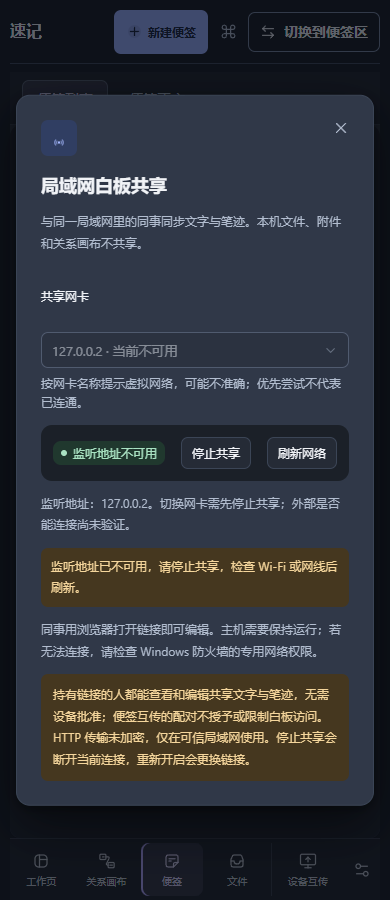 速记
新建便签
切换到便签区
局域网白板共享
与同一局域网里的同事同步文字与笔迹。本机文件、附件
和关系画布不共享。
共享网卡
127.0.0.2 · 当前不可用
按网卡名称提示虚拟网络，可能不准确；优先尝试不代表
已连通。
监听地址不可用
停止共享
刷新网络
监听地址：127.0.0.2。切换网卡需先停止共享；外部是否
能连接尚未验证。
监听地址已不可用，请停止共享，检查 Wi-Fi 或网线后
刷新。
同事用浏览器打开链接即可编辑。主机需要保持运行；若
无法连接，请检查 Windows 防火墙的专用网络权限。
持有链接的人都能查看和编辑共享文字与笔迹，无需
设备批准；便签互传的配对不授予或限制白板访问。
HTTP 传输未加密，仅在可信局域网使用。停止共享会
断开当前连接，重新开启会更换链接。
工作页
关系画布
便签
文件
设备互传